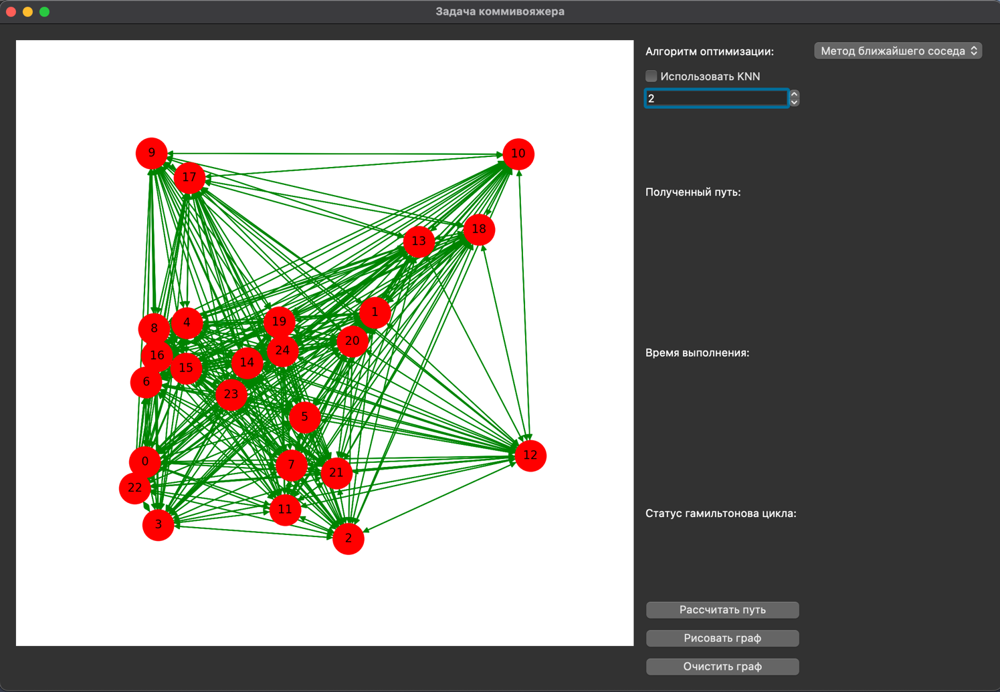 Задача коммивояжера
Алгоритм оптимизации:
Метод ближайшего соседа
Использовать KNN
2
Полученный путь:
Время выполнения:
Статус гамильтонова цикла:
Рассчитать путь
Рисовать граф
Очистить граф
9
10
17
18
13
1
19
4
8
20
24
16
14
15
6
23
5
12
0
7
21
22
11
3
2